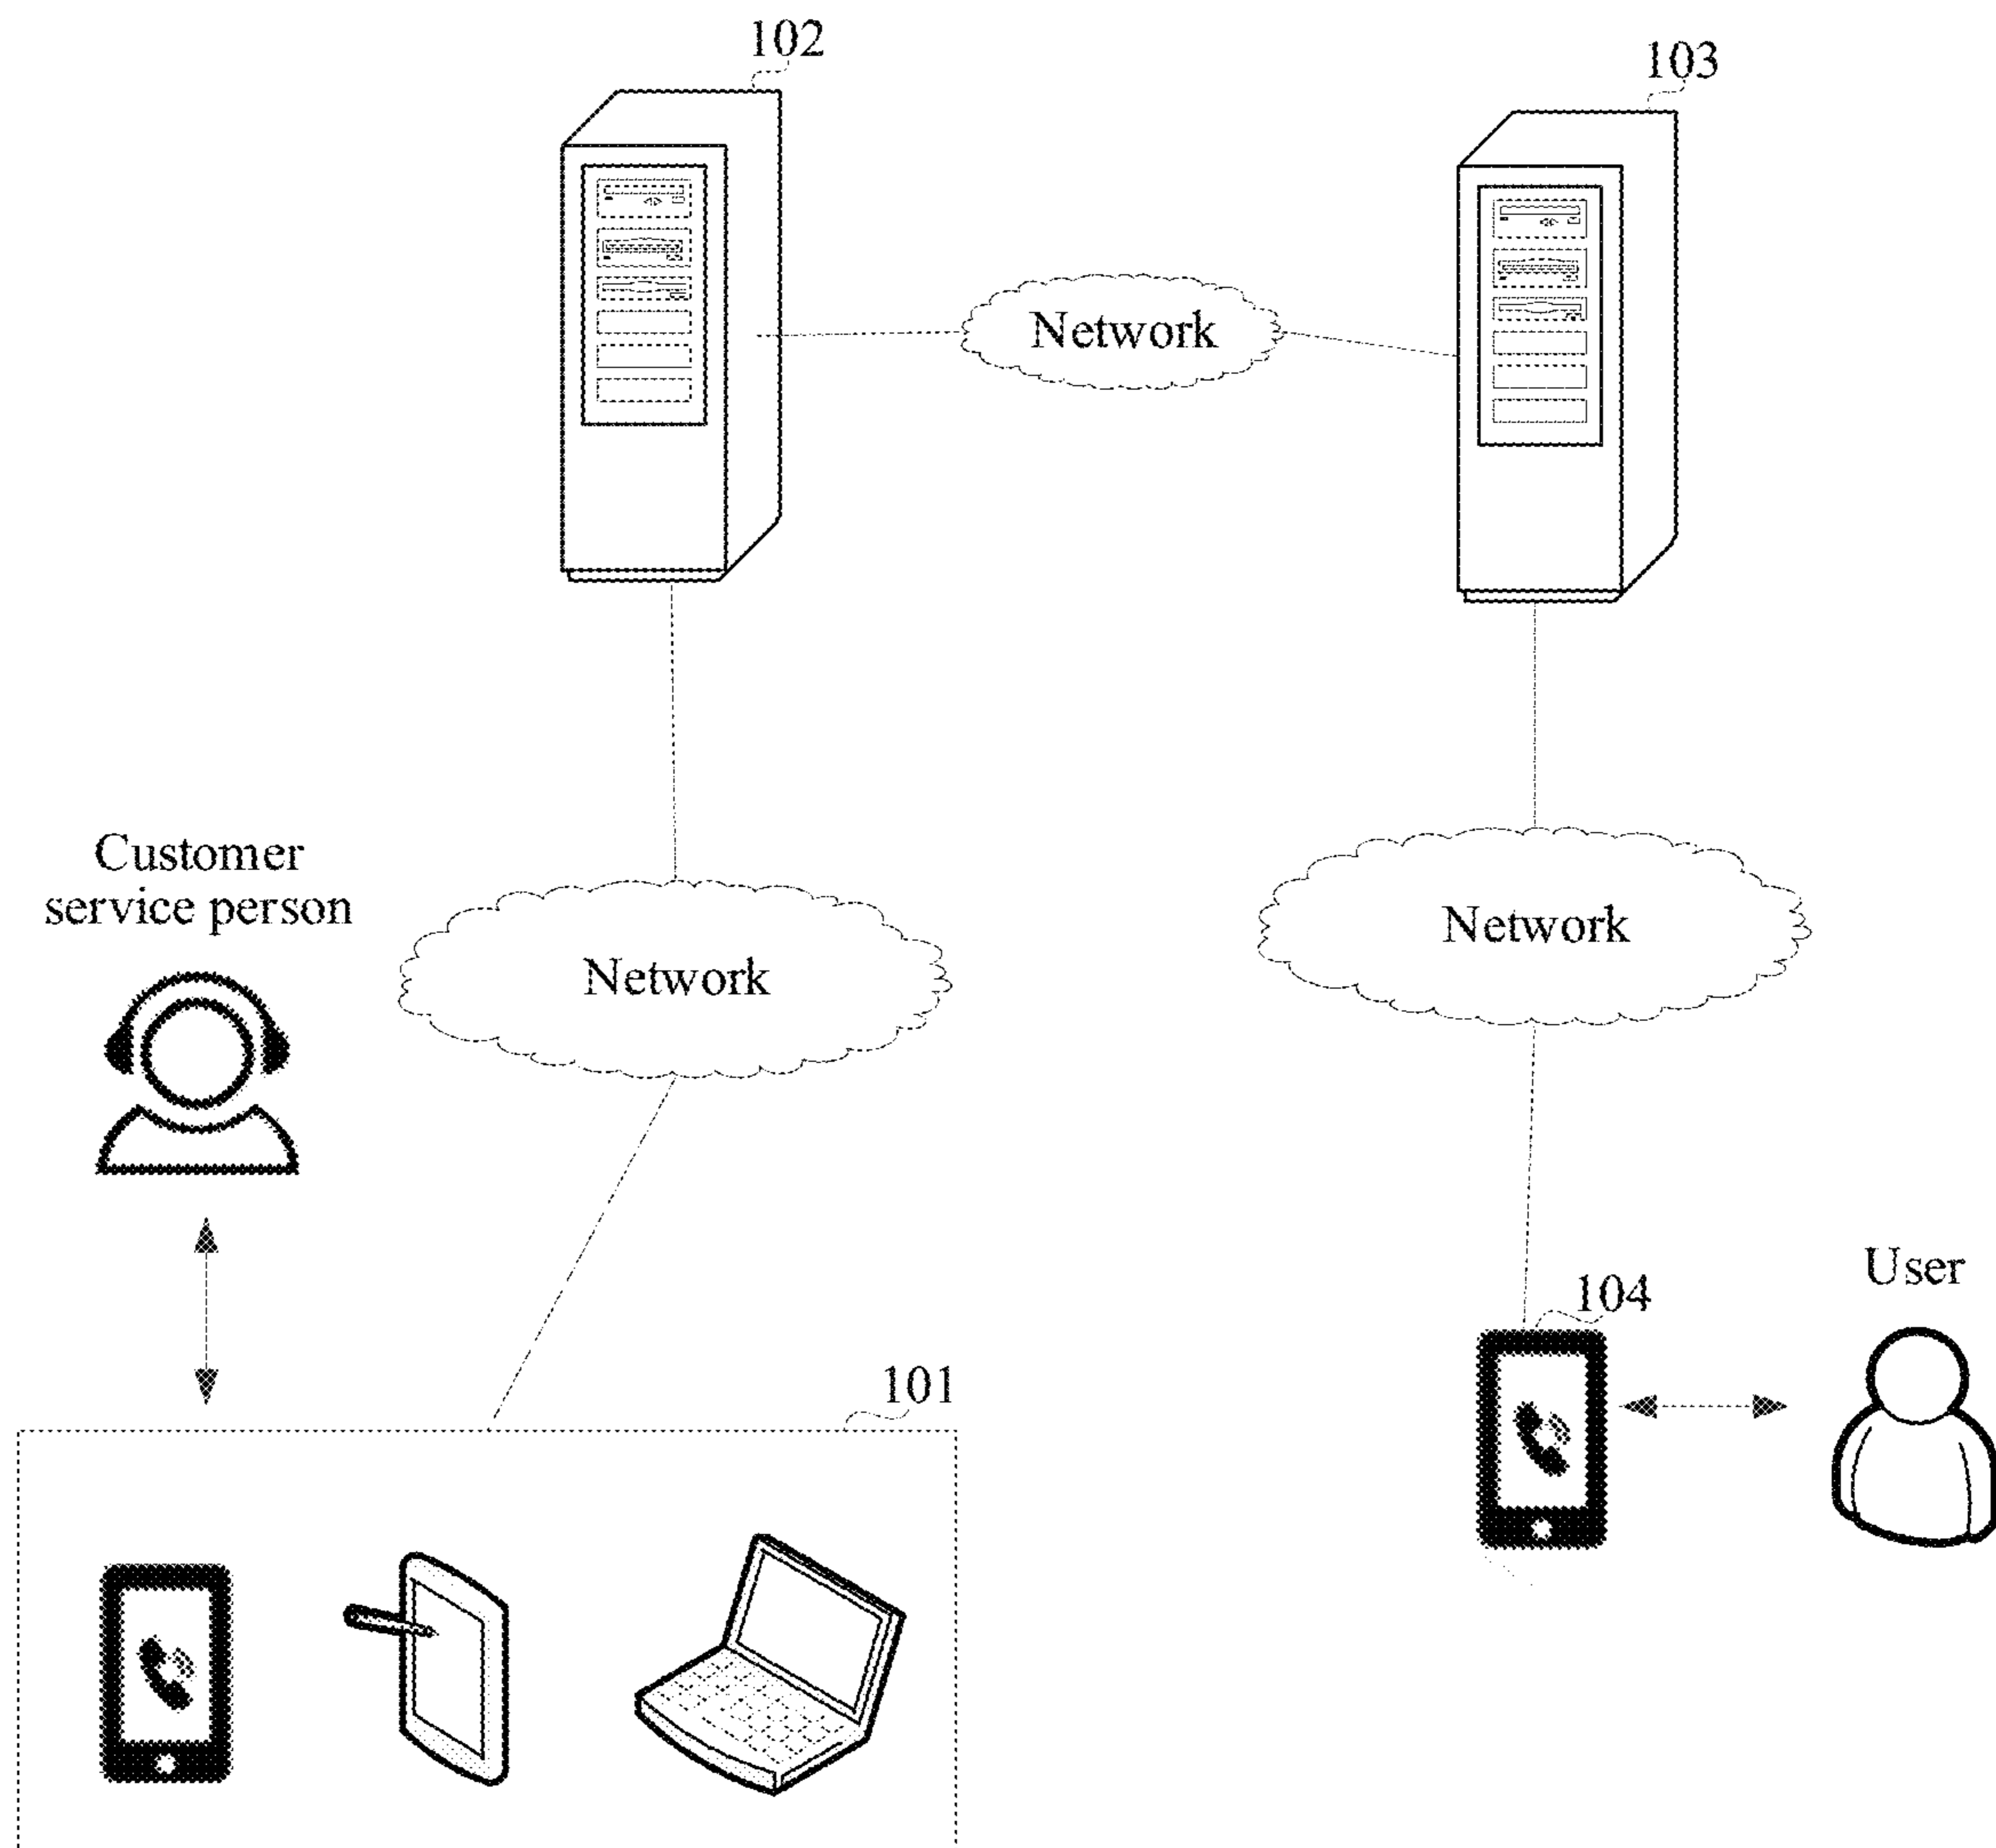 102
103
Network
Customer
service person
Network
Network
User
104
101